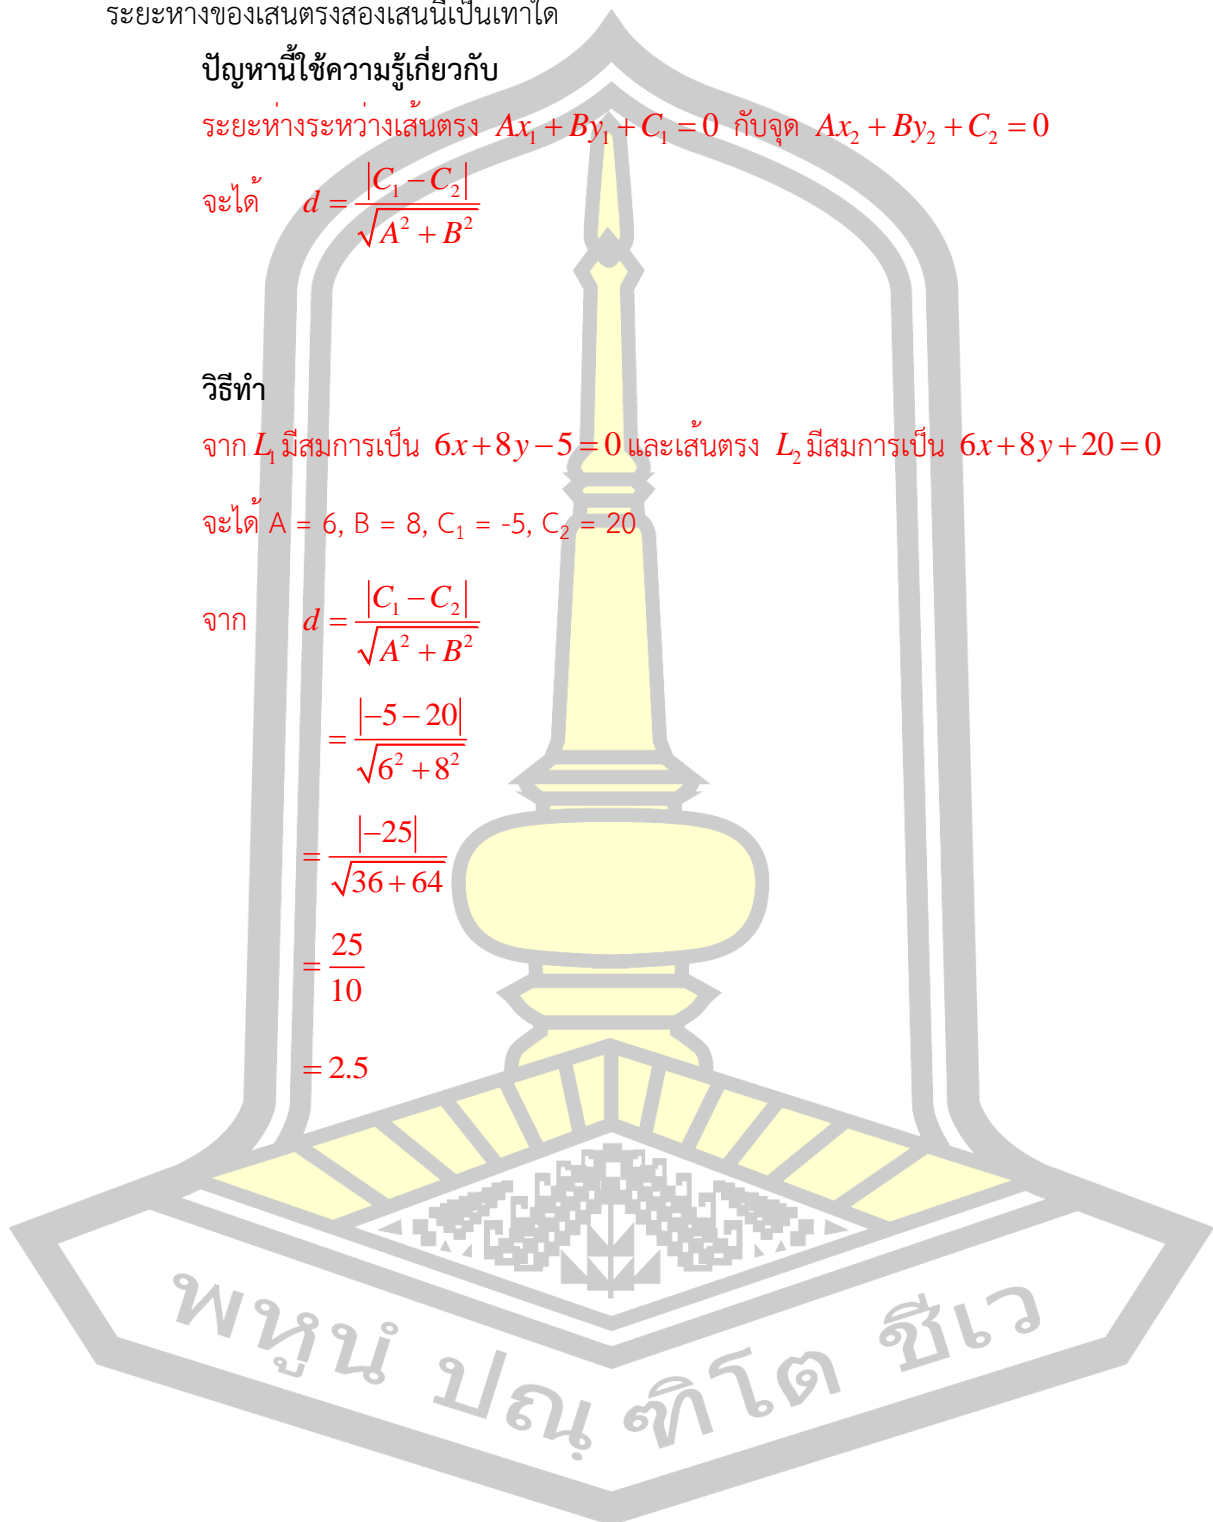 ระยะห่างของเส้นตรงสองเส้นนี้เป็นเท่าใด
ปัญหานี้ใช้ความรู้เกี่ยวกับ
ระยะห่างระหว่างเส้นตรง Ax₁ + By₁ + C₁ = 0 กับจุด Ax₂ + By₂ + C₂ = 0
จะได้ d = |C₁ − C₂| / √(A² + B²)
วิธีทำ
จาก L₁ มีสมการเป็น 6x + 8y − 5 = 0 และเส้นตรง L₂ มีสมการเป็น 6x + 8y + 20 = 0
จะได้ A = 6, B = 8, C₁ = -5, C₂ = 20
จาก d = |C₁ − C₂| / √(A² + B²)
= |−5 − 20| / √(6² + 8²)
= |−25| / √(36 + 64)
= 25 / 10
= 2.5
พหูนํ ปณฺฑิโต ชีเว